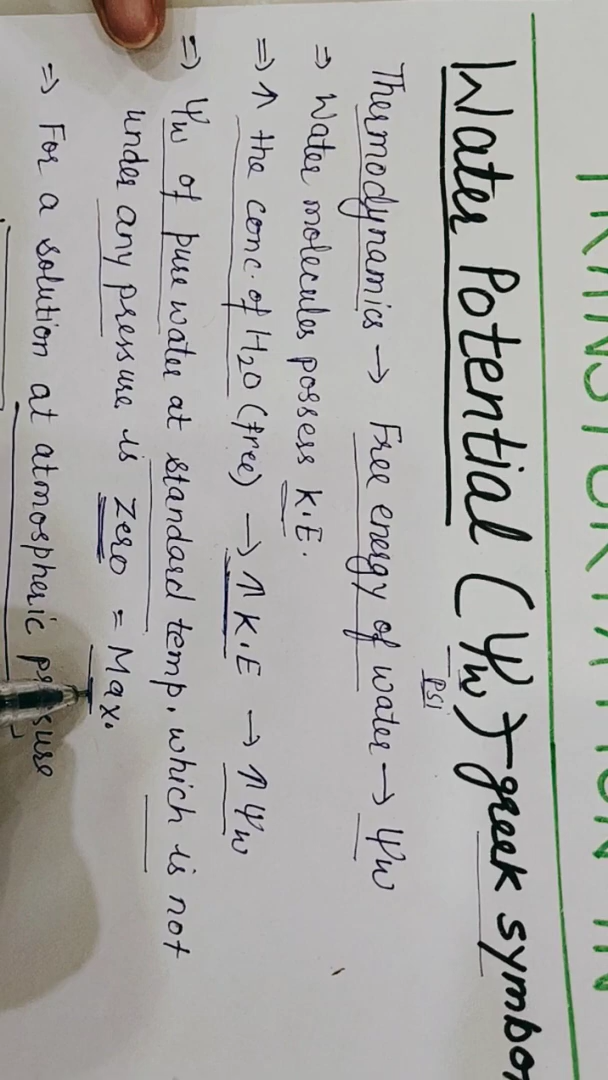 Water Potential (Ψw) → greek symbol
Psi
Thermodynamics → Free energy of water → Ψw
⇒ Water molecules possess K.E.
⇒ ↑ the conc. of H2O (free) → ↑ K.E → ↑ Ψw
⇒ Ψw of pure water at standard temp. which is not
under any pressure is zero = Max.
⇒ For a solution at atmospheric pressure